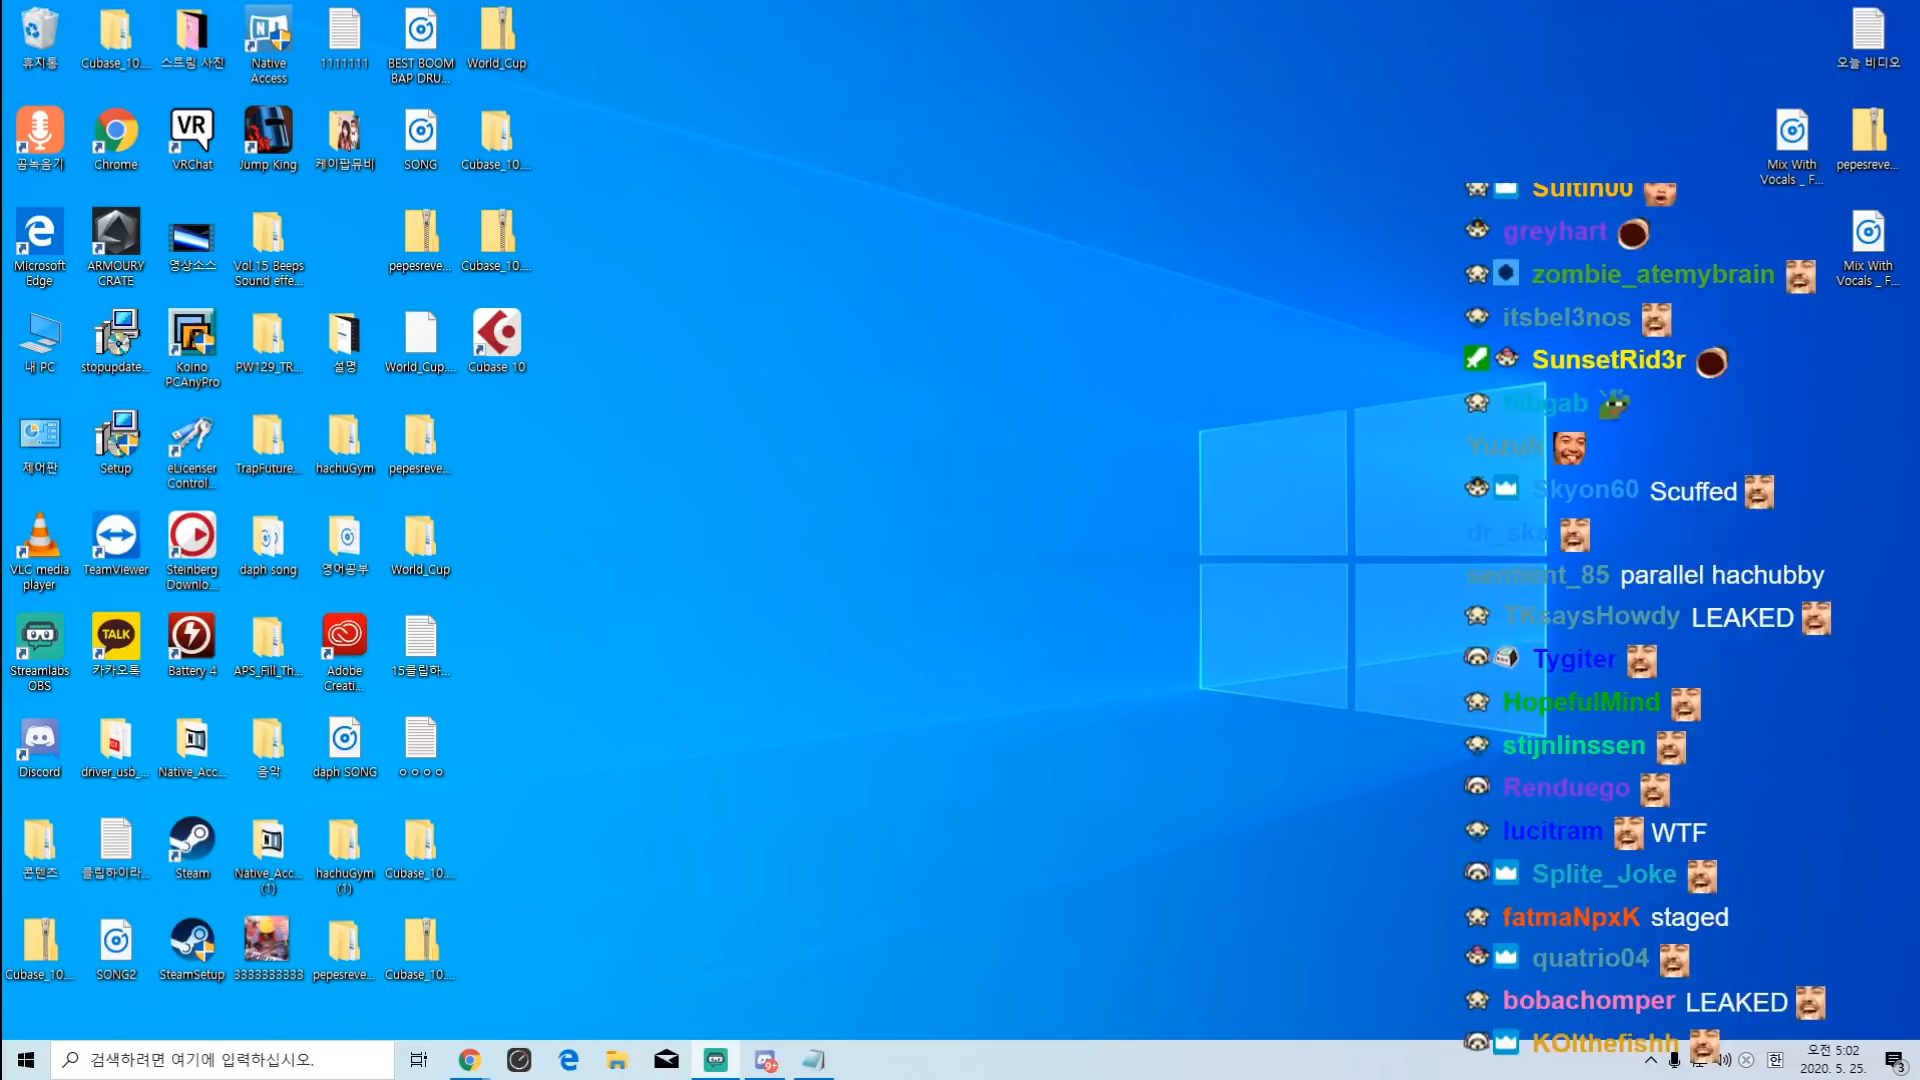 휴지통
Cubase_10....
스트림 사진
Native
Access
1111111
BEST BOOM
BAP DRU...
World_Cup
오늘 비디오
곰녹음기
Chrome
VR
VRChat
Jump King
케이팝뮤비
SONG
Cubase_10....
Mix With
Vocals _ F...
pepesreve...
Microsoft
Edge
ARMOURY
CRATE
영상소스
Vol.15 Beeps
Sound effe...
pepesreve...
Cubase_10....
Mix With
Vocals _ F...
내 PC
stopupdate...
Koino
PCAnyPro
PW129_TR...
설명
World_Cup....
Cubase 10
제어판
Setup
eLicenser
Control...
TrapFuture...
hachuGym
pepesreve...
VLC media
player
TeamViewer
Steinberg
Downlo...
daph song
영어공부
World_Cup
Streamlabs
OBS
TALK
카카오톡
Battery 4
APS_Fill_Th...
Adobe
Creati...
15클립하...
Discord
driver_usb_...
Native_Acc...
음악
daph SONG
ㅇㅇㅇㅇ
콘텐츠
클립하이라...
Steam
Native_Acc...
(1)
hachuGym
(1)
Cubase_10....
Cubase_10....
SONG2
SteamSetup
3333333333
pepesreve...
Cubase_10....
greyhart
zombie_atemybrain
itsbel3nos
SunsetRid3r
Skyon60 Scuffed
dr_ska
sentient_85 parallel hachubby
TKsaysHowdy LEAKED
Tygiter
HopefulMind
stijnlinssen
Renduego
lucitram WTF
Splite_Joke
fatmaNpxK staged
quatrio04
bobachomper LEAKED
KOIthefishh
검색하려면 여기에 입력하십시오.
9+
한
오전 5:02
2020. 5. 25.
3